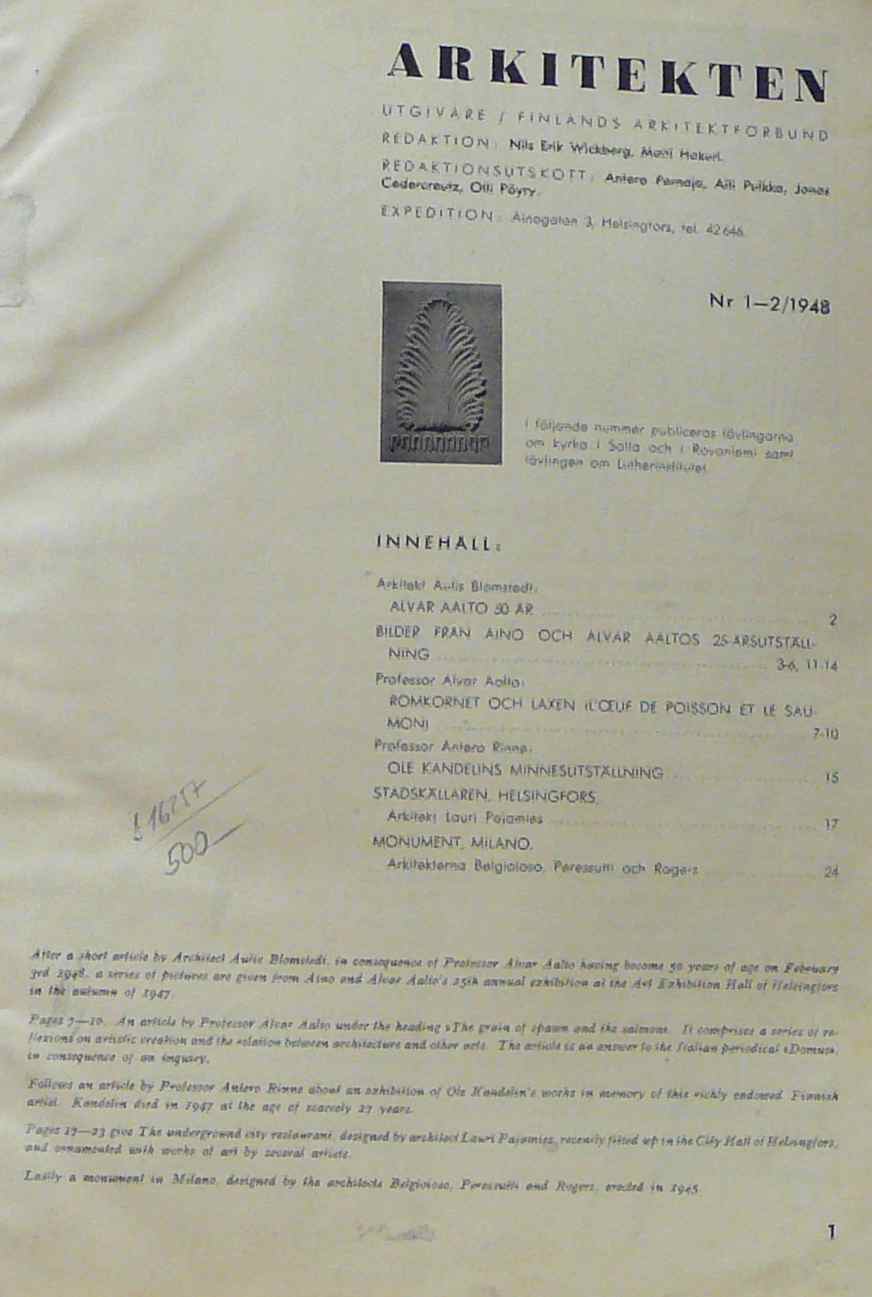 ARKITEKTEN
UTGIVARE / FINLANDS ARKITEKTFÖRBUND
REDAKTION: Nils Erik Wickberg,
REDAKTIONSUTSKOTT: Antero Pernaja, Aili Pulkka, Jonas
Cedercreutz, Olli Pöyry.
EXPEDITION: Ainogatan 3, Helsingfors, tel. 42 646.
Nr 1—2/1948
I följande nummer publiceras tävlingarna
om kyrka i Salla och i Rovaniemi samt
tävlingen om Lutherinstitutet.
INNEHÅLL:
Arkitekt Aulis Blomstedt:
ALVAR AALTO 50 ÅR 2
BILDER FRÅN AINO OCH ALVAR AALTOS 25-ÅRSUTSTÄLL-
NING 3-6, 11-14
Professor Alvar Aalto:
ROMKORNET OCH LAXEN (L'ŒUF DE POISSON ET LE SAU-
MON) 7-10
Professor Antero Rinne:
OLE KANDELINS MINNESUTSTÄLLNING 15
STADSKÄLLAREN, HELSINGFORS,
Arkitekt Lauri Pajamies 17
MONUMENT, MILANO,
Arkitekterna Belgioioso, Peressutti och Rogers 24
16257
500
After a short article by Architect Aulis Blomstedt, in consequence of Professor Alvar Aalto having become 50 years of age on February
3rd 1948, a series of pictures are given from Aino and Alvar Aalto's 25th annual exhibition at the Art Exhibition Hall of Helsingfors
in the autumn of 1947.
Pages 7—10. An article by Professor Alvar Aalto under the heading »The grain of spawn and the salmon». It comprises a series of re-
flexions on artistic creation and the relation between architecture and other arts. The article is an answer to the Italian periodical »Domus»,
in consequence of an inquiry.
Follows an article by Professor Antero Rinne about an exhibition of Ole Kandelin's works in memory of this richly endowed Finnish
artist. Kandelin died in 1947 at the age of scarcely 27 years.
Pages 17—23 give The underground city restaurant, designed by architect Lauri Pajamies, recently fitted up in the City Hall of Helsingfors,
and ornamented with works of art by several artists.
Lastly a monument in Milano, designed by the architects Belgioioso, Peressutti and Rogers, erected in 1945.
1